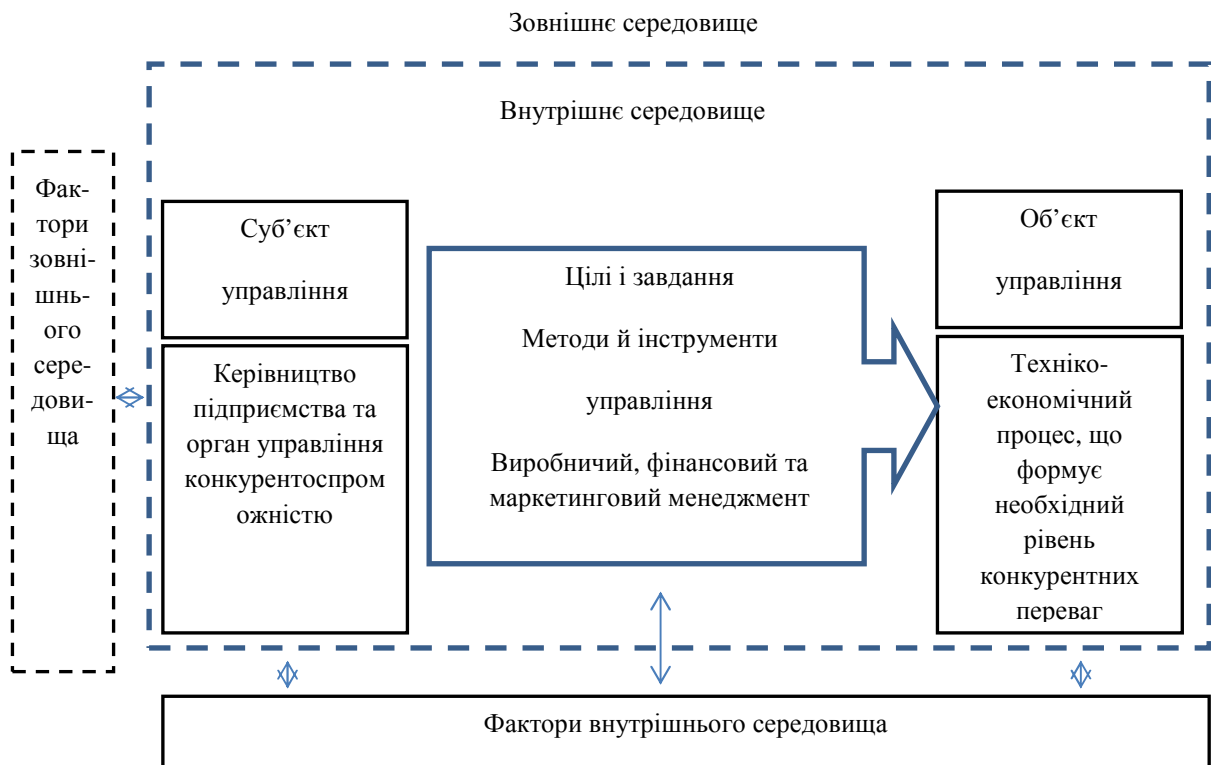 Зовнішнє середовище
Внутрішнє середовище
Фак-
тори
зовні-
шнь-
ого
сере-
дови-
ща
Суб’єкт
управління
Керівництво
підприємства та
орган управління
конкурентоспром
ожністю
Цілі і завдання
Методи й інструменти
управління
Виробничий, фінансовий та
маркетинговий менеджмент
Об’єкт
управління
Техніко-
економічний
процес, що
формує
необхідний
рівень
конкурентних
переваг
Фактори внутрішнього середовища